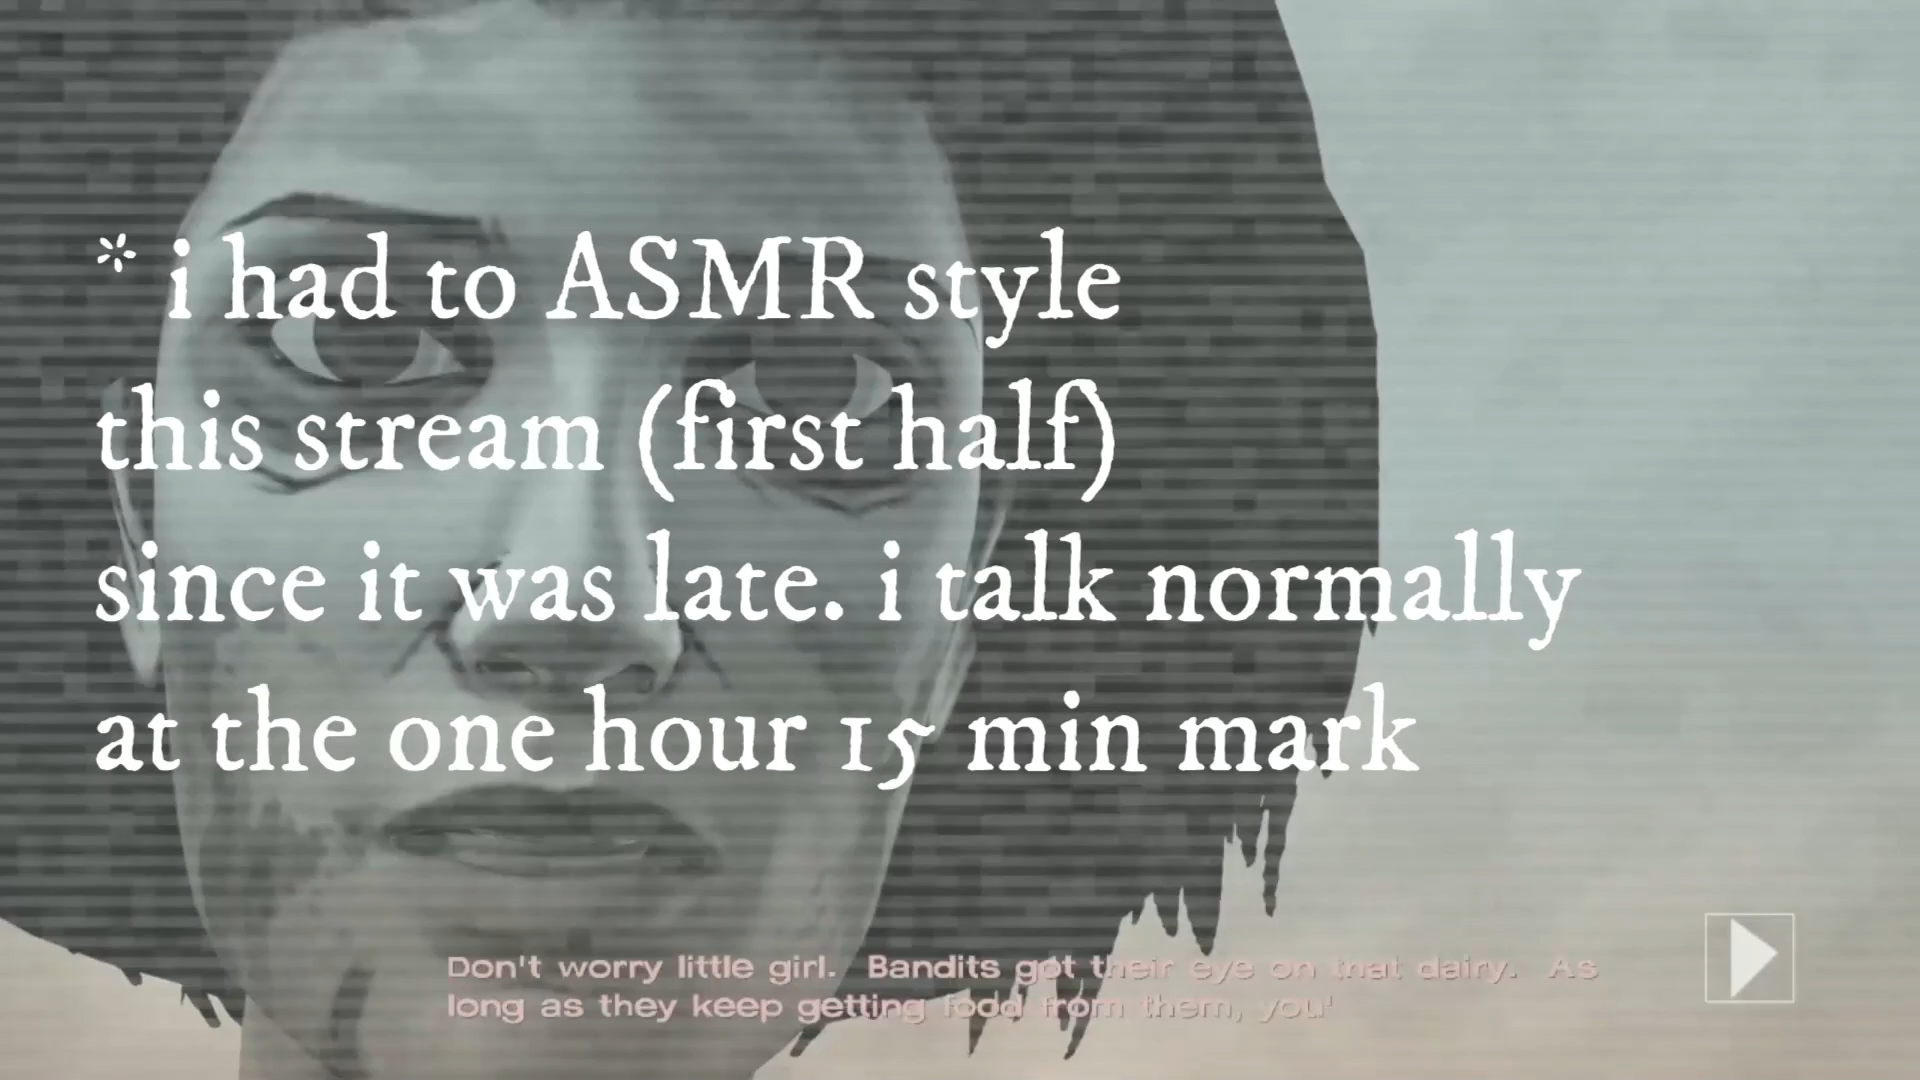 * i had to ASMR style
this stream (first half)
since it was late. i talk normally
at the one hour 15 min mark
Don't worry little girl.  Bandits got their eye on that dairy.  As
long as they keep getting food from them, you'